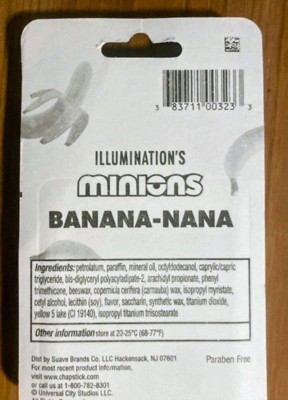 3 83711 00323 3
ILLUMINATION'S
minions
BANANA-NANA
Ingredients: petrolatum, paraffin, mineral oil, octyldodecanol, caprylic/capric
triglyceride, bis-diglyceryl polyacyladipate-2, arachidyl propionate, phenyl
trimethicone, beeswax, copernicia cerifera (carnauba) wax, isopropyl myristate,
cetyl alcohol, lecithin (soy), flavor, saccharin, synthetic wax, titanium dioxide,
yellow 5 lake (CI 19140), isopropyl titanium triisostearate
Other information store at 20-25°C (68-77°F)
Dist by Suave Brands Co, LLC Hackensack, NJ 07601
Paraben Free
For most recent product information, visit
www.chapstick.com
or call us at 1-800-782-8301
© Universal City Studios LLC.